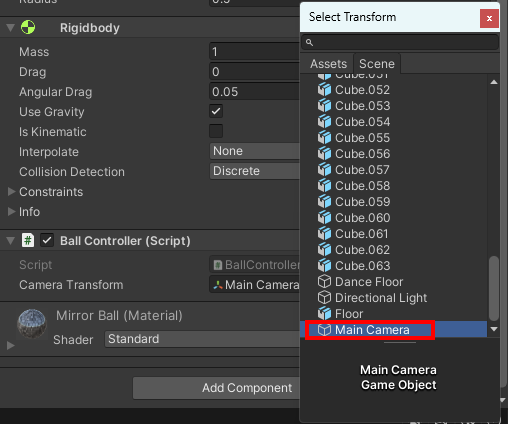 Radius 0.5
Rigidbody
Mass 1
Drag 0
Angular Drag 0.05
Use Gravity
Is Kinematic
Interpolate None
Collision Detection Discrete
Constraints
Info
# Ball Controller (Script)
Script BallController
Camera Transform Main Camera
Mirror Ball (Material)
Shader Standard
Add Component
Select Transform x
Assets Scene
Cube.051
Cube.052
Cube.053
Cube.054
Cube.055
Cube.056
Cube.057
Cube.058
Cube.059
Cube.060
Cube.061
Cube.062
Cube.063
Dance Floor
Directional Light
Floor
Main Camera
Main Camera
Game Object